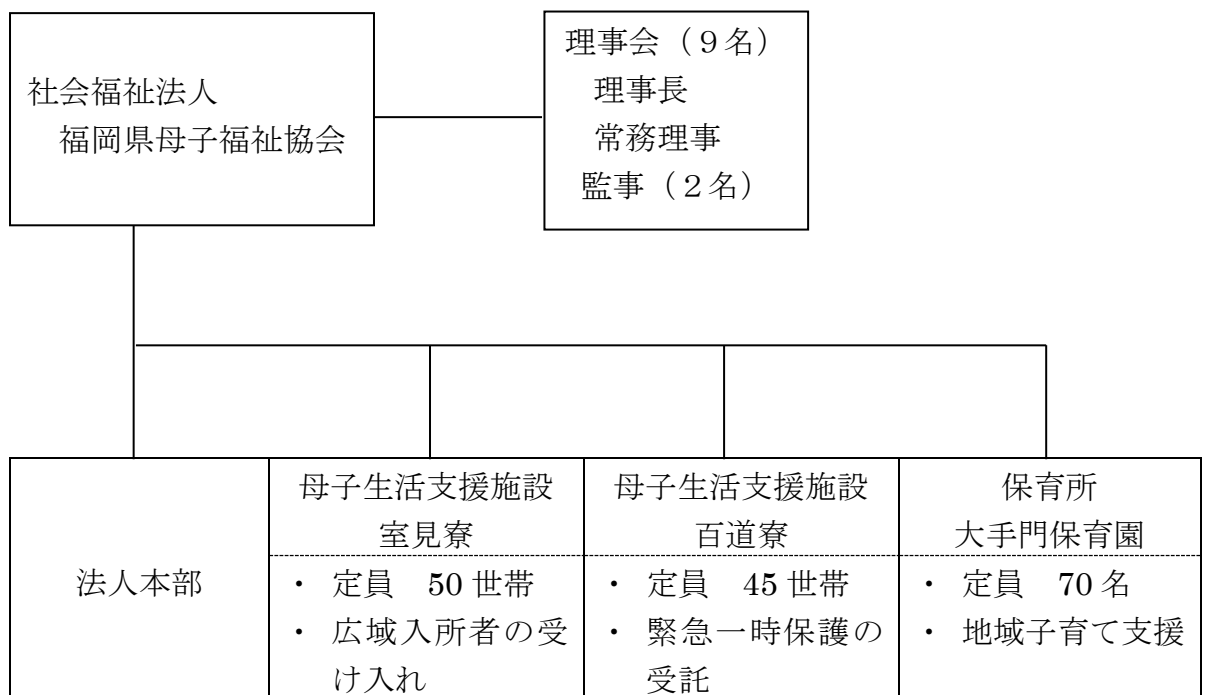 社会福祉法人
福岡県母子福祉協会
理事会（９名）
理事長
常務理事
監事（２名）
法人本部
母子生活支援施設
室見寮
・ 定員　50 世帯
・ 広域入所者の受
け入れ
母子生活支援施設
百道寮
・ 定員　45 世帯
・ 緊急一時保護の
受託
保育所
大手門保育園
・ 定員　70 名
・ 地域子育て支援